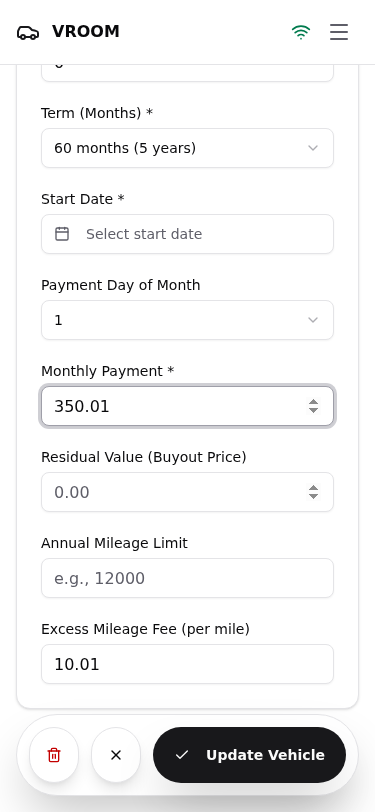 VROOM
Term (Months) *
60 months (5 years)
Start Date *
Select start date
Payment Day of Month
1
Monthly Payment *
350.01
Residual Value (Buyout Price)
0.00
Annual Mileage Limit
e.g., 12000
Excess Mileage Fee (per mile)
10.01
Update Vehicle